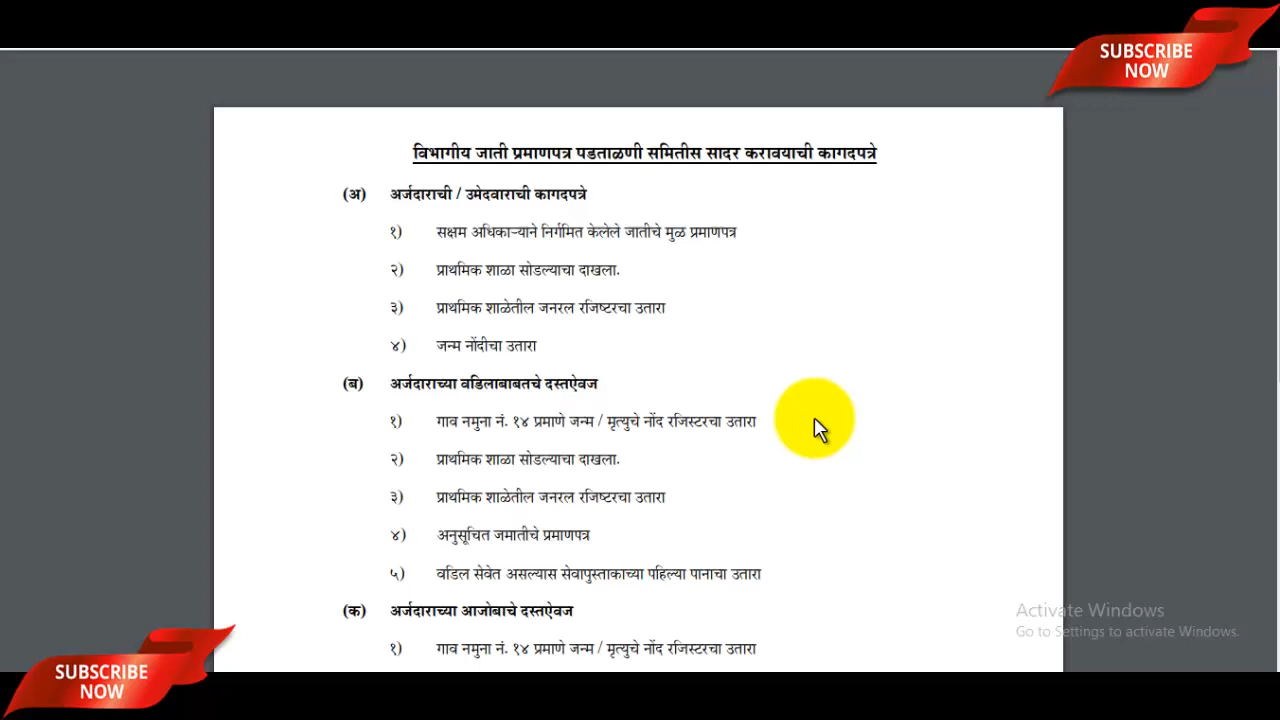 SUBSCRIBE
NOW
विभागीय जाती प्रमाणपत्र पडताळणी समितीस सादर करावयाची कागदपत्रे
(अ) अर्जदाराची / उमेदवाराची कागदपत्रे
१) सक्षम अधिकाऱ्याने निर्गमित केलेले जातीचे मुळ प्रमाणपत्र
२) प्राथमिक शाळा सोडल्याचा दाखला.
३) प्राथमिक शाळेतील जनरल रजिष्टरचा उतारा
४) जन्म नोंदीचा उतारा
(ब) अर्जदाराच्या वडिलाबाबतचे दस्तऐवज
१) गाव नमुना नं. १४ प्रमाणे जन्म / मृत्युचे नोंद रजिस्टरचा उतारा
२) प्राथमिक शाळा सोडल्याचा दाखला.
३) प्राथमिक शाळेतील जनरल रजिष्टरचा उतारा
४) अनुसूचित जमातीचे प्रमाणपत्र
५) वडिल सेवेत असल्यास सेवापुस्ताकाच्या पहिल्या पानाचा उतारा
(क) अर्जदाराच्या आजोबाचे दस्तऐवज
१) गाव नमुना नं. १४ प्रमाणे जन्म / मृत्युचे नोंद रजिस्टरचा उतारा
Activate Windows
Go to Settings to activate Windows.
SUBSCRIBE
NOW